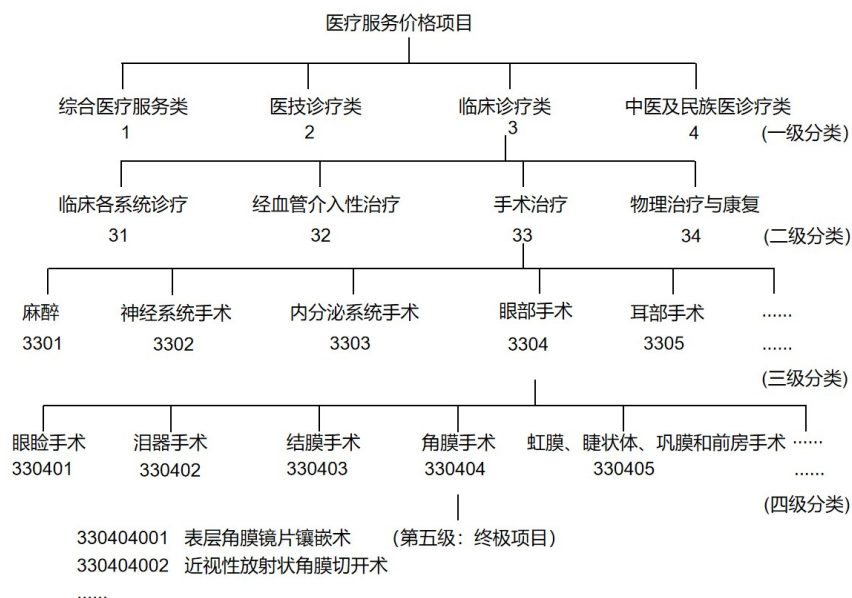 医疗服务价格项目
综合医疗服务类 医技诊疗类 临床诊疗类 中医及民族医诊疗类
1 2 3 4 (一级分类)
临床各系统诊疗 经血管介入性治疗 手术治疗 物理治疗与康复
31 32 33 34 (二级分类)
麻醉 神经系统手术 内分泌系统手术 眼部手术 耳部手术 ......
3301 3302 3303 3304 3305 ......
(三级分类)
眼睑手术 泪器手术 结膜手术 角膜手术 虹膜、睫状体、巩膜和前房手术 ......
330401 330402 330403 330404 330405 ......
(四级分类)
330404001 表层角膜镜片镶嵌术 (第五级：终极项目)
330404002 近视性放射状角膜切开术
......